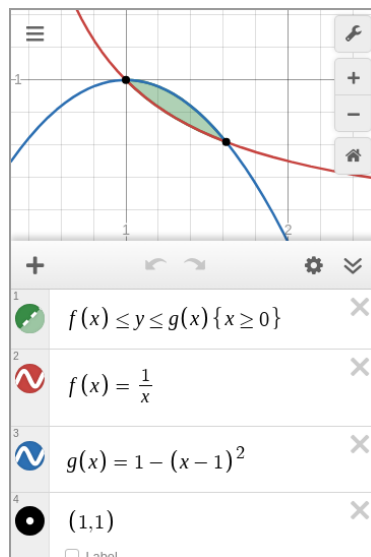 1
1
2
1
f(x) ≤ y ≤ g(x) {x ≥ 0}
2
f(x) = 1/x
3
g(x) = 1 − (x − 1)²
4
(1,1)
Label